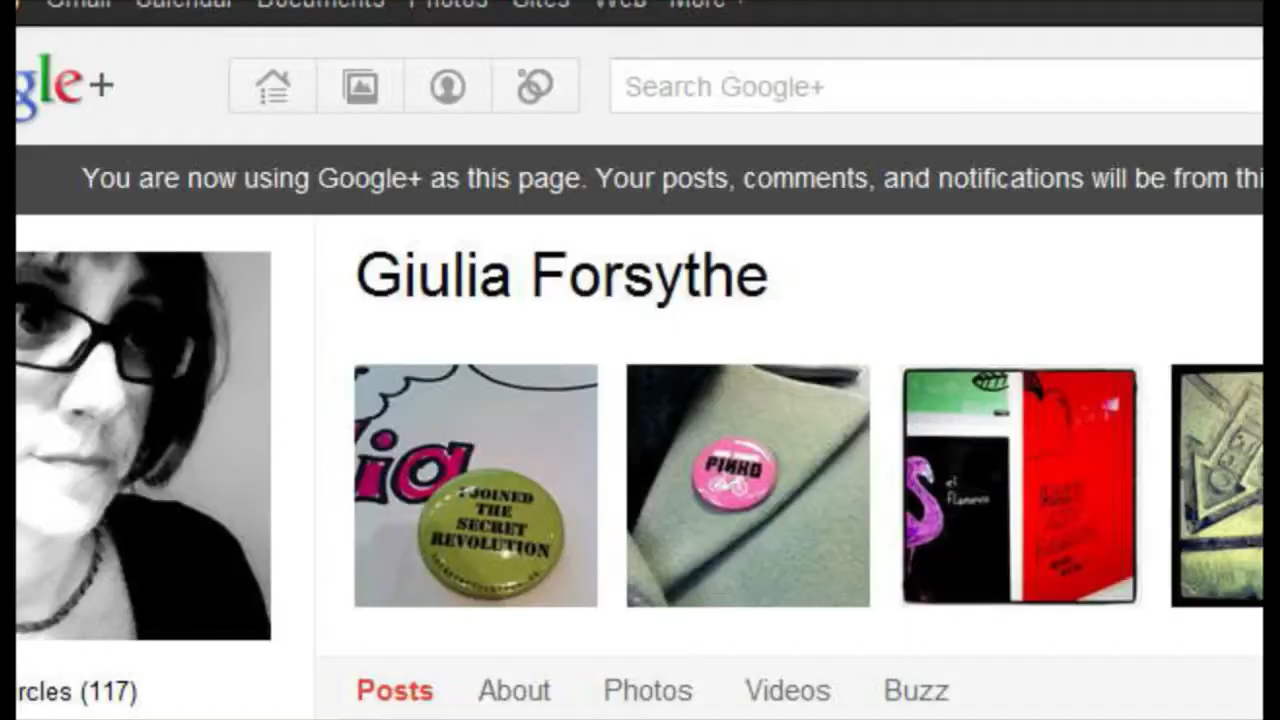 Gmail Calendar Documents Photos Sites Web More
gle+
Search Google+
You are now using Google+ as this page. Your posts, comments, and notifications will be from thi
Giulia Forsythe
I JOINED
THE
SECRET
REVOLUTION
PINKO
el
flamenco
rcles (117)
Posts About Photos Videos Buzz